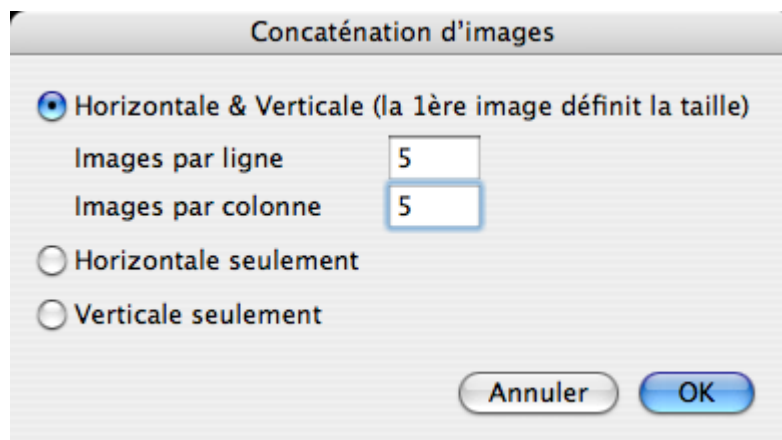 Concaténation d'images
Horizontale & Verticale (la 1ère image définit la taille)
Images par ligne 5
Images par colonne 5
Horizontale seulement
Verticale seulement
Annuler OK